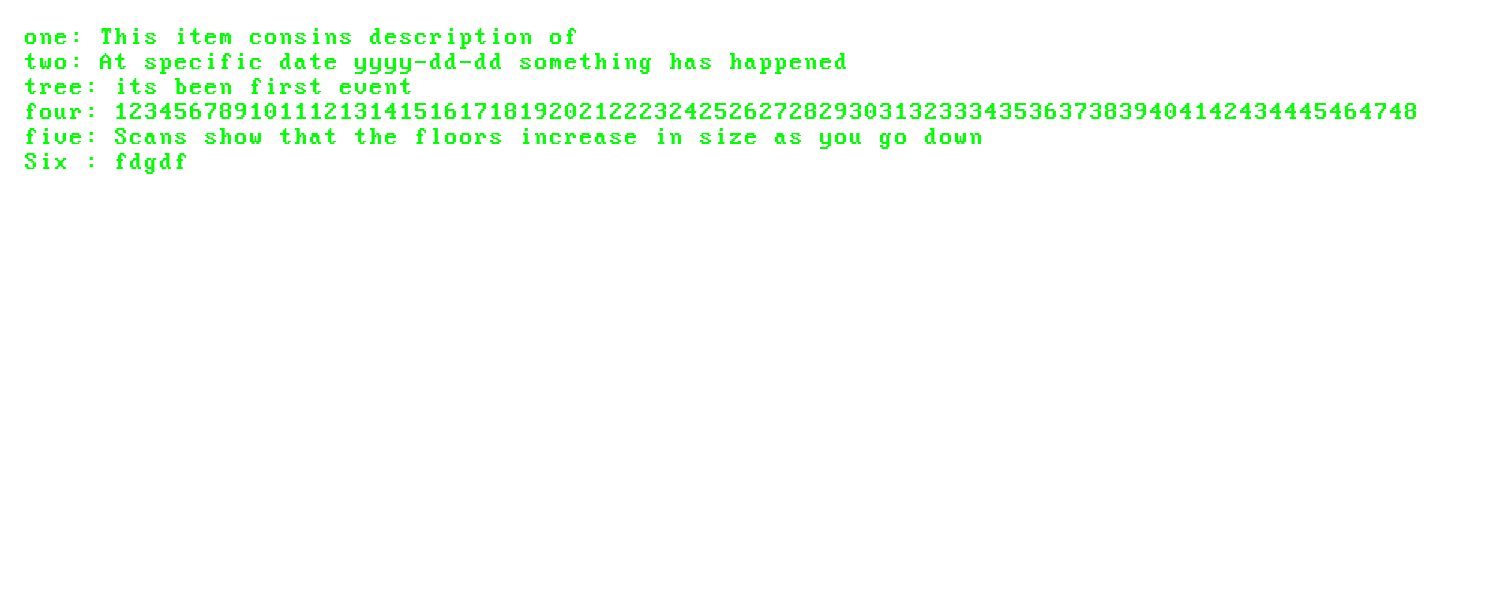 one: This item consins description of
two: At specific date yyyy-dd-dd something has happened
tree: its been first event
four: 123456789101112131415161718192021222324252627282930313233343536373839404142434445464748
five: Scans show that the floors increase in size as you go down
Six : fdgdf